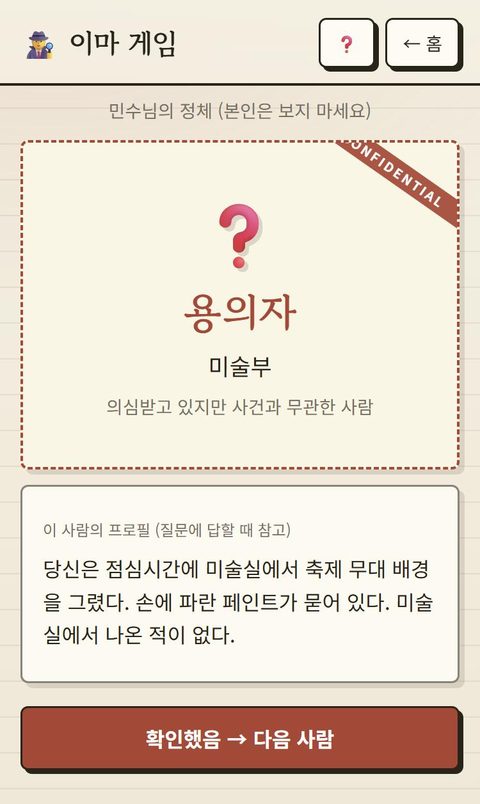 이마 게임
← 홈
민수님의 정체 (본인은 보지 마세요)
CONFIDENTIAL
용의자
미술부
의심받고 있지만 사건과 무관한 사람
이 사람의 프로필 (질문에 답할 때 참고)
당신은 점심시간에 미술실에서 축제 무대 배경
을 그렸다. 손에 파란 페인트가 묻어 있다. 미술
실에서 나온 적이 없다.
확인했음 → 다음 사람